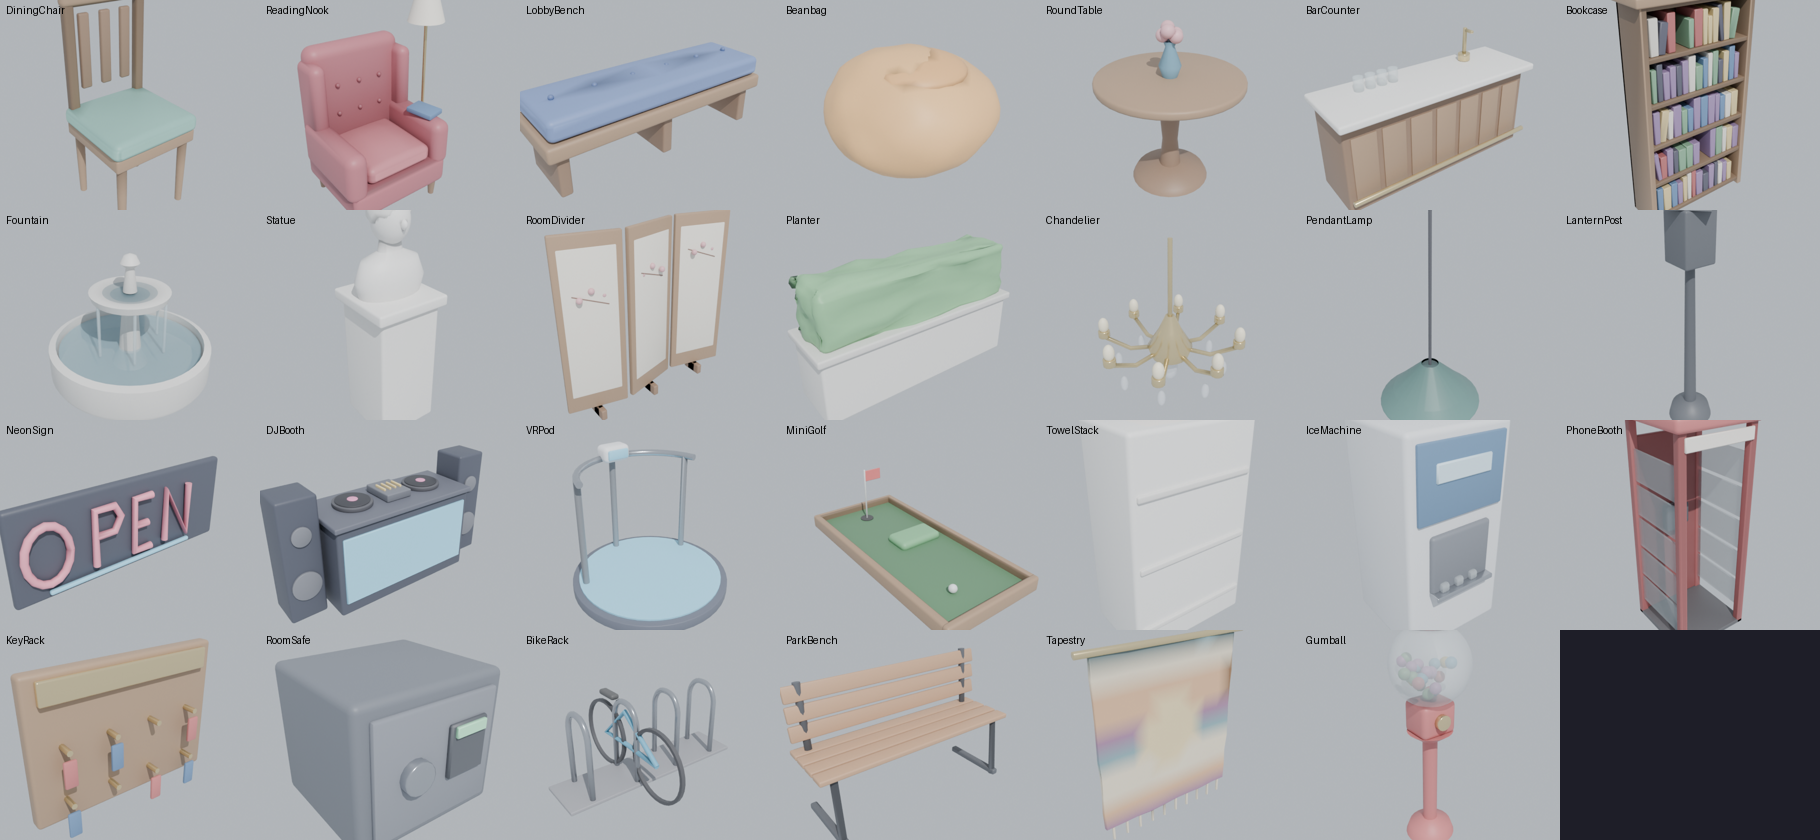 DiningChair
ReadingNook
LobbyBench
Beanbag
RoundTable
BarCounter
Bookcase
Fountain
Statue
RoomDivider
Planter
Chandelier
PendantLamp
LanternPost
NeonSign
DJBooth
VRPod
MiniGolf
TowelStack
IceMachine
PhoneBooth
OPEN
KeyRack
RoomSafe
BikeRack
ParkBench
Tapestry
Gumball